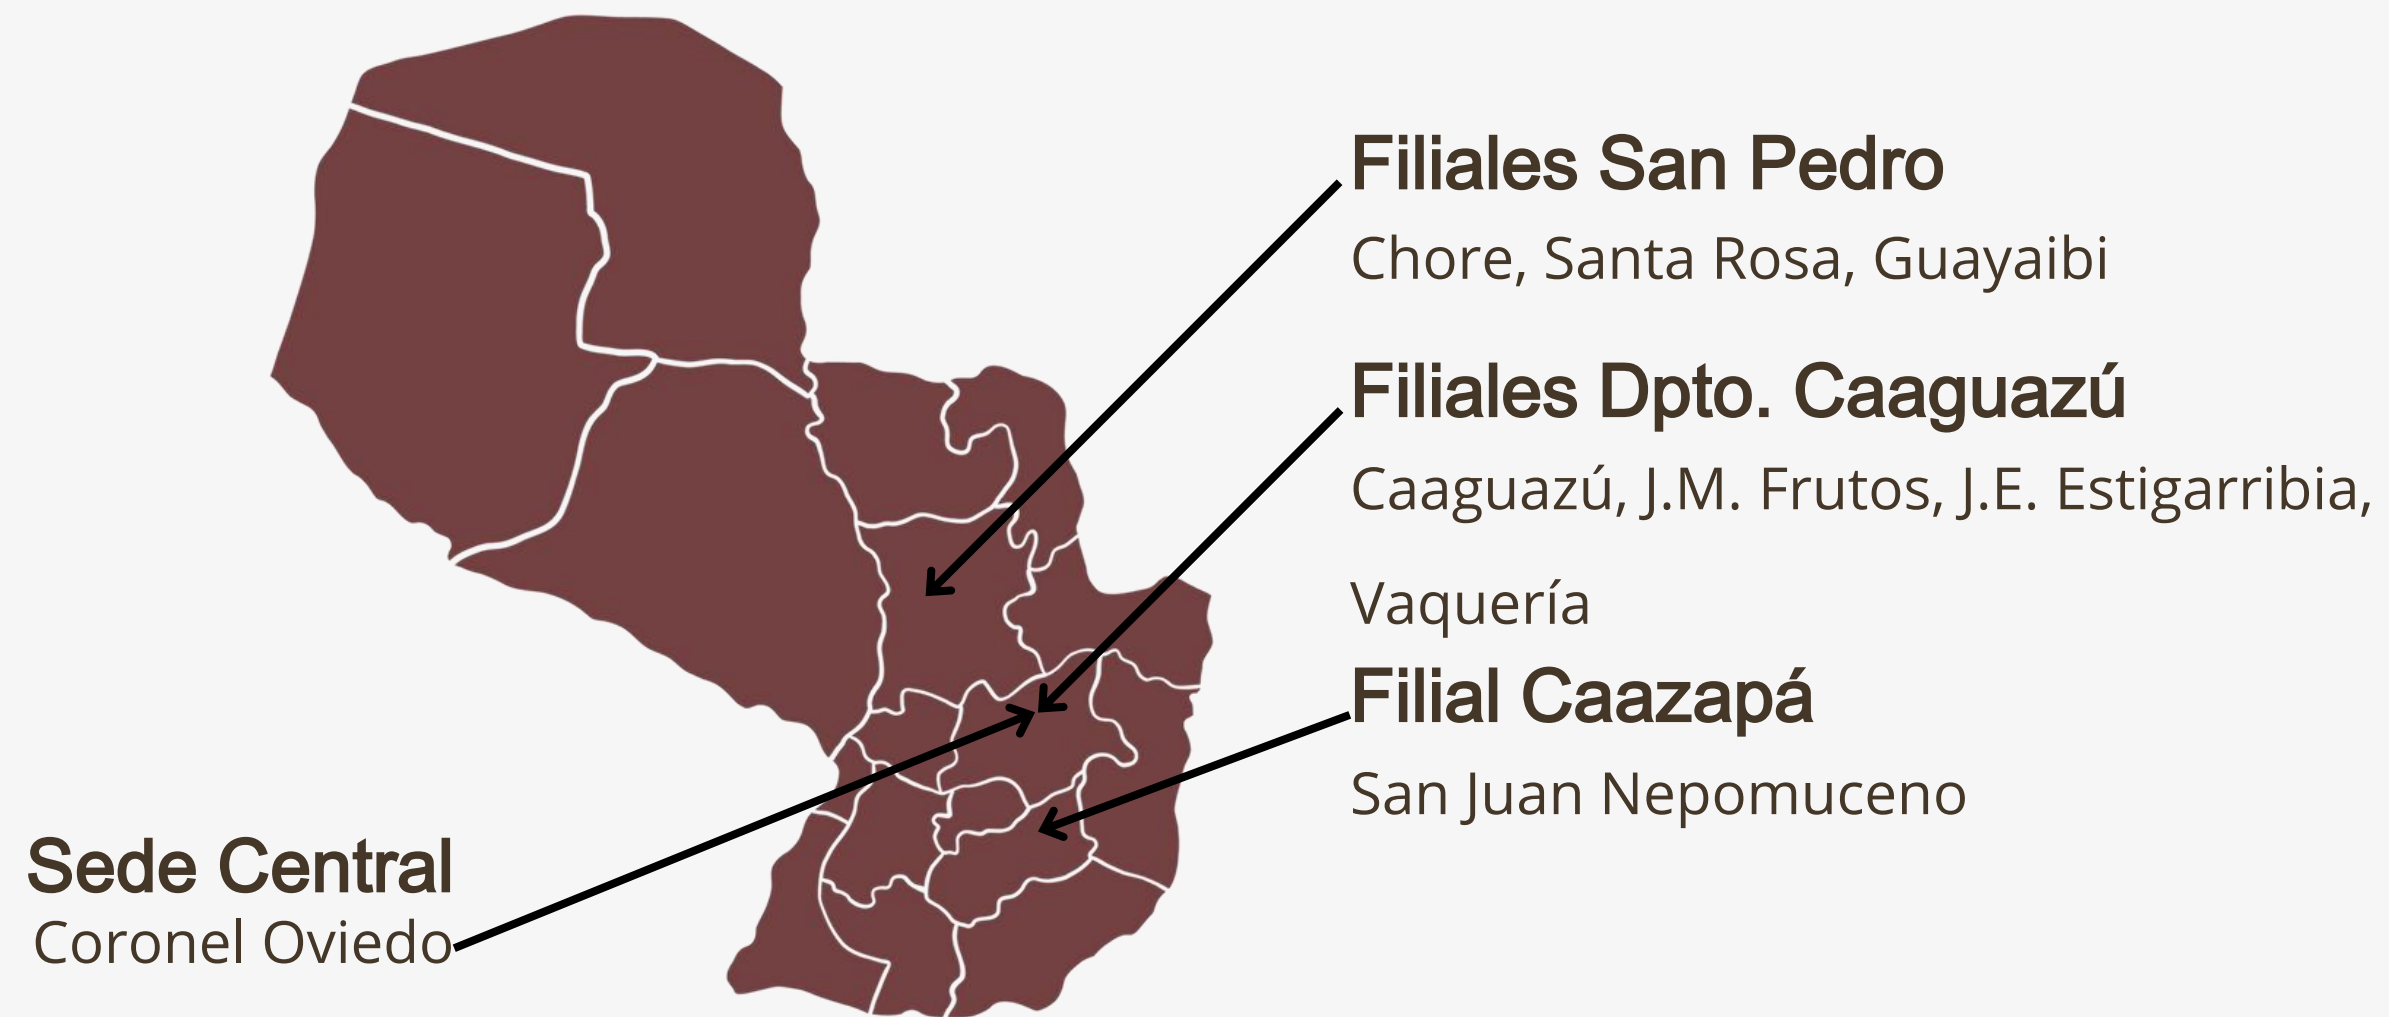 Filiales San Pedro
Chore, Santa Rosa, Guayaibi
Filiales Dpto. Caaguazú
Caaguazú, J.M. Frutos, J.E. Estigarribia,
Vaquería
Filial Caazapá
San Juan Nepomuceno
Sede Central
Coronel Oviedo